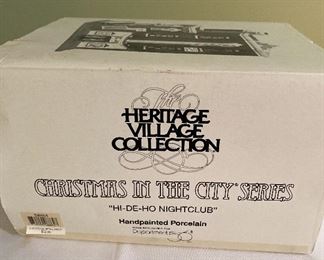 The
HERITAGE
VILLAGE
COLLECTION
CHRISTMAS IN THE CITY® SERIES
"HI-DE-HO NIGHTCLUB"
Handpainted Porcelain
Department 56